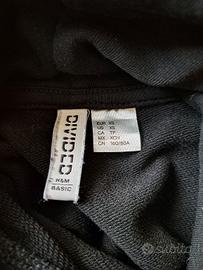 DIVIDED
H&M
BASIC
EUR XS
US XS
CA TP
MX XCH
CN 160/80A
Subito